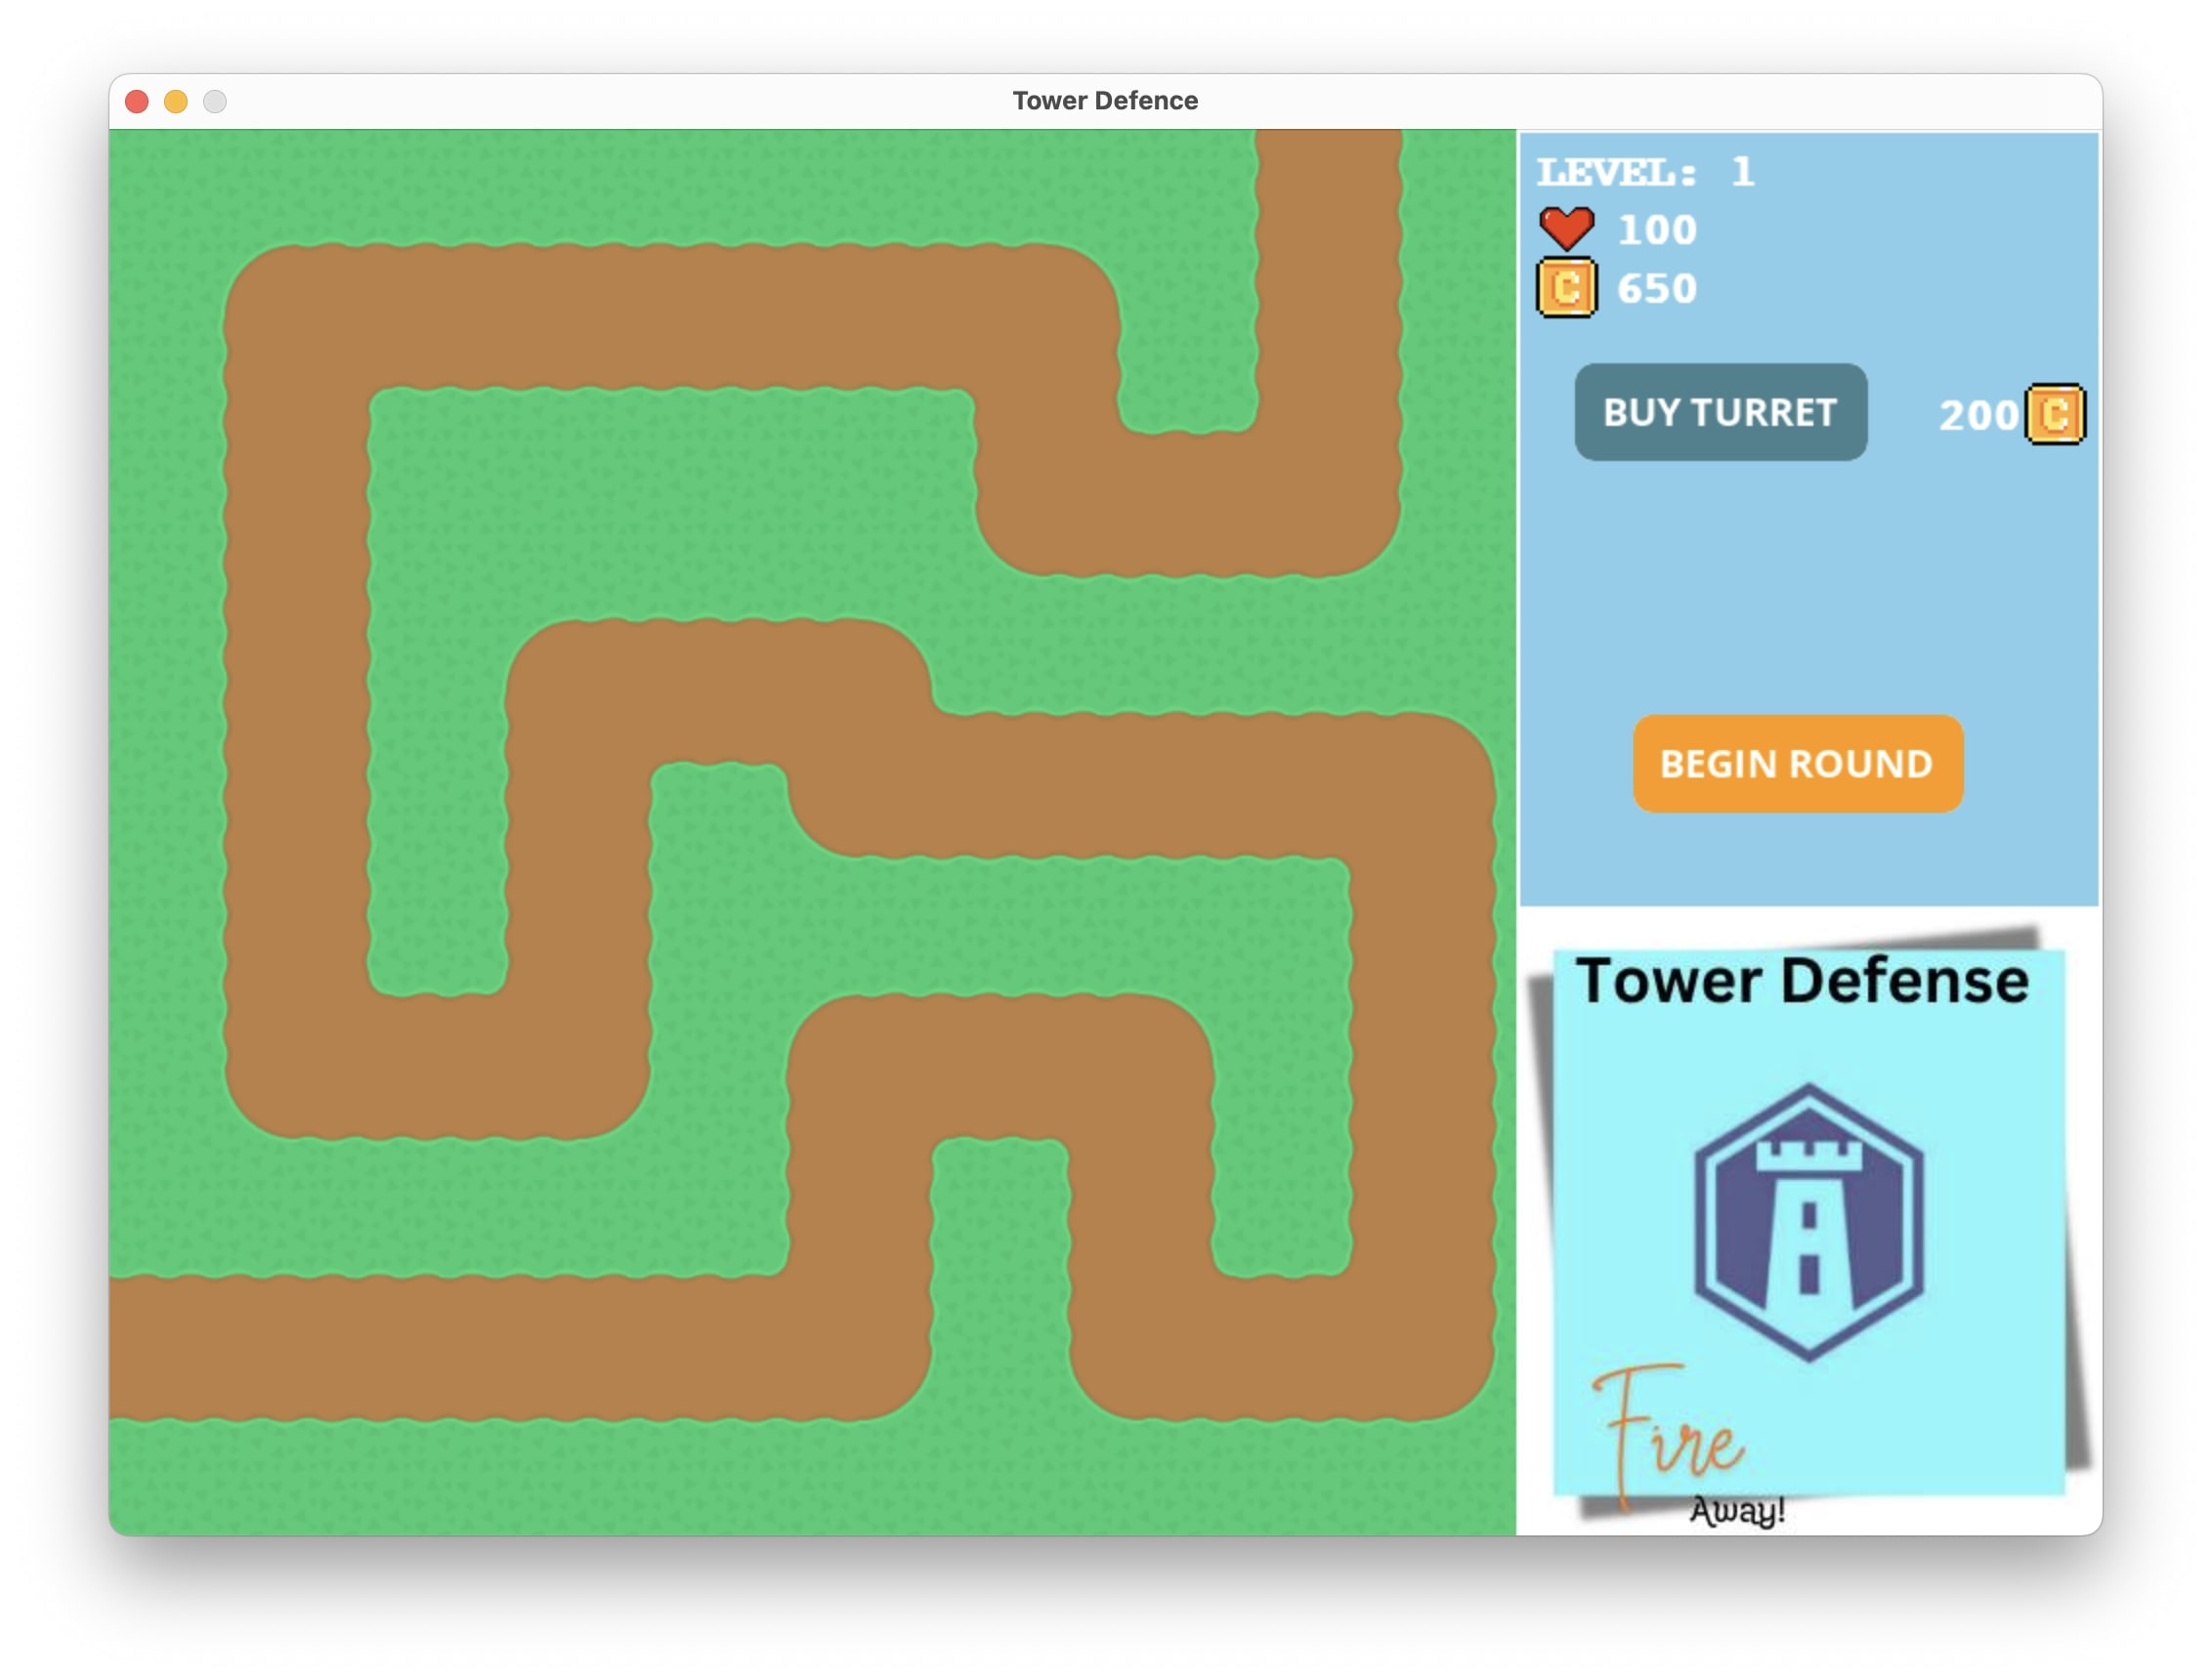 Tower Defence
LEVEL: 1
100
C 650
BUY TURRET 200 C
BEGIN ROUND
Tower Defense
Fire
Away!